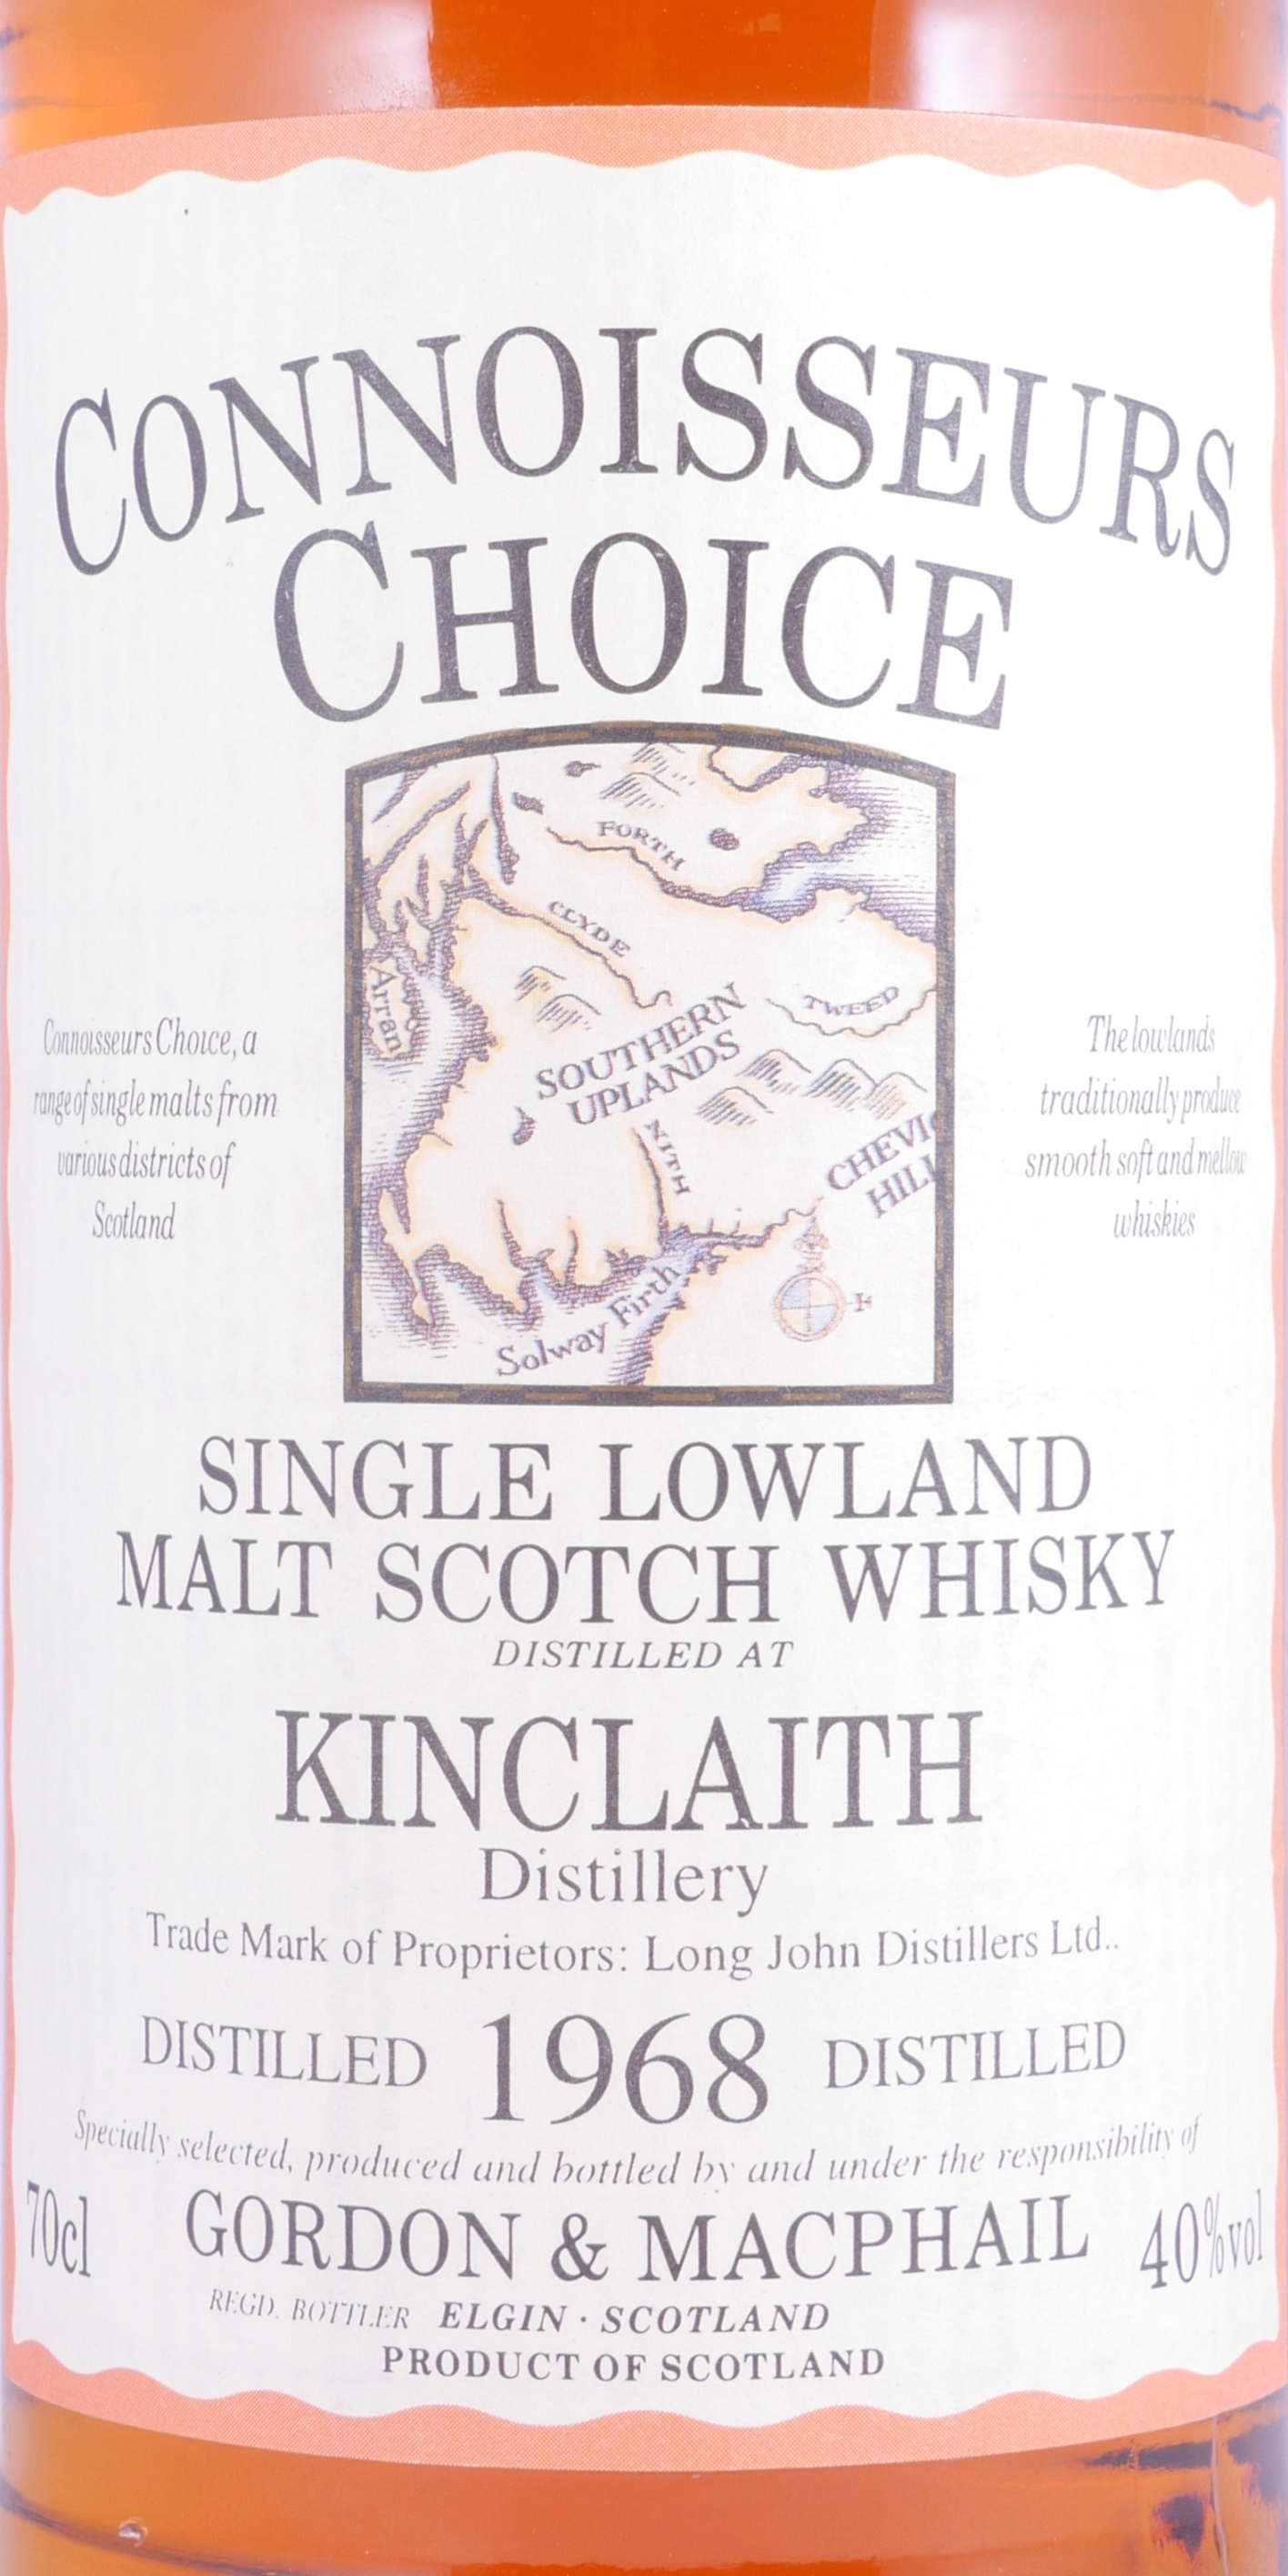 CONNOISSEURS
CHOICE
FORTH
CLYDE
Arran
TWEED
SOUTHERN
UPLANDS
NITH
CHEVI
HILL
Solway Firth
Connoisseurs Choice, a
range of single malts from
various districts of
Scotland
The lowlands
traditionally produce
smooth soft and mellow
whiskies
SINGLE LOWLAND
MALT SCOTCH WHISKY
DISTILLED AT
KINCLAITH
Distillery
Trade Mark of Proprietors: Long John Distillers Ltd..
DISTILLED 1968 DISTILLED
Specially selected, produced and bottled by and under the responsibility of
70cl GORDON & MACPHAIL 40%vol
REGD. BOTTLER ELGIN · SCOTLAND
PRODUCT OF SCOTLAND